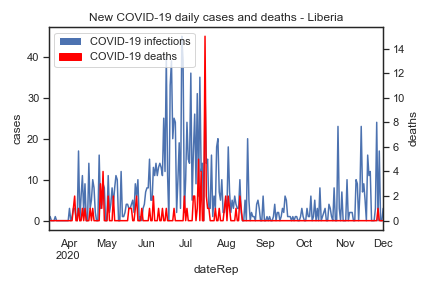 New COVID-19 daily cases and deaths - Liberia
COVID-19 infections
COVID-19 deaths
40
30
20
10
0
cases
14
12
10
8
6
4
2
0
deaths
Apr May Jun Jul Aug Sep Oct Nov Dec
2020
dateRep